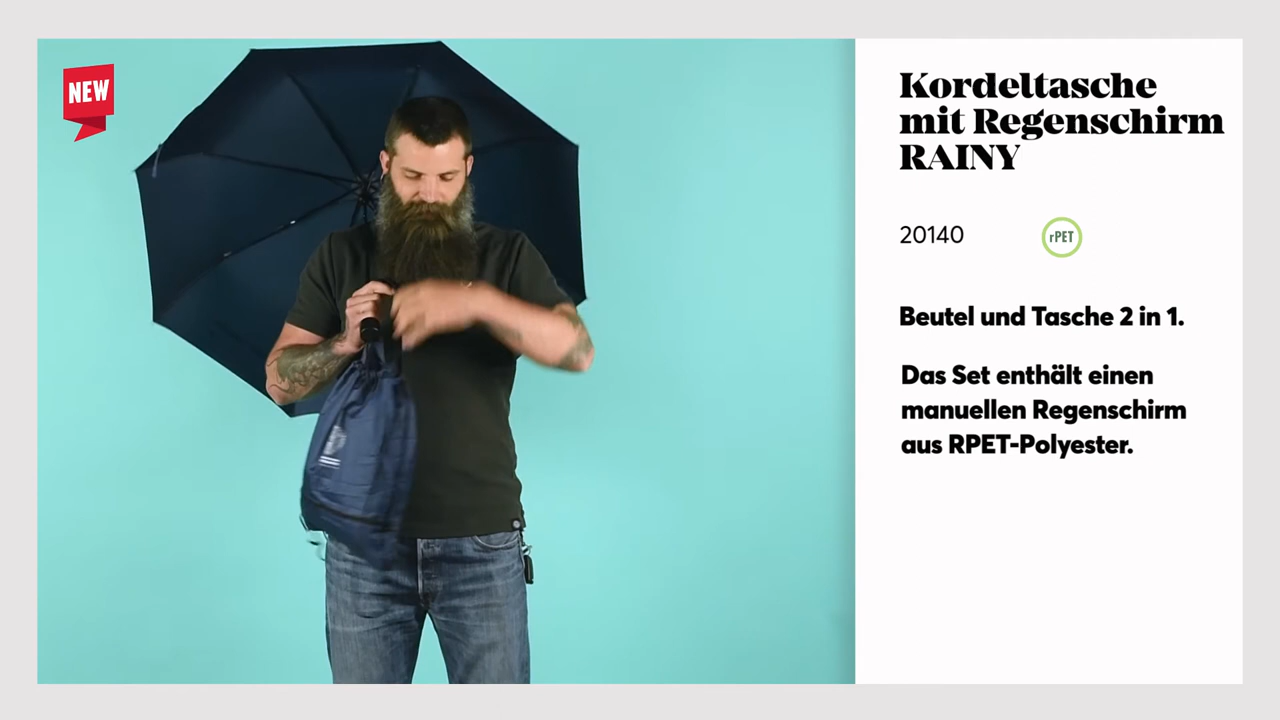 NEW
Kordeltasche
mit Regenschirm
RAINY
20140
rPET
Beutel und Tasche 2 in 1.
Das Set enthält einen
manuellen Regenschirm
aus RPET-Polyester.